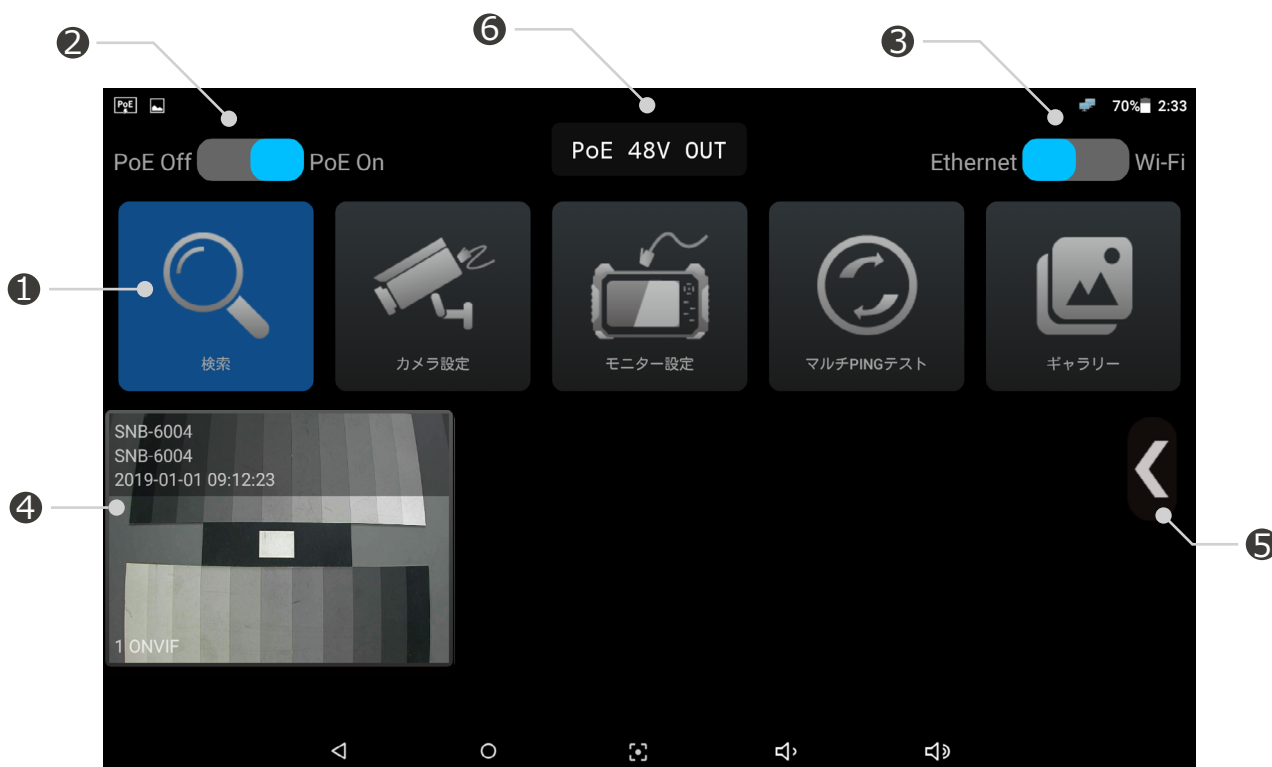 ❷
❻
❸
PoE
70% 2:33
PoE Off
PoE On
PoE 48V OUT
Ethernet
Wi-Fi
❶
検索
カメラ設定
モニター設定
マルチPINGテスト
ギャラリー
SNB-6004
SNB-6004
2019-01-01 09:12:23
❹
❺
1 ONVIF